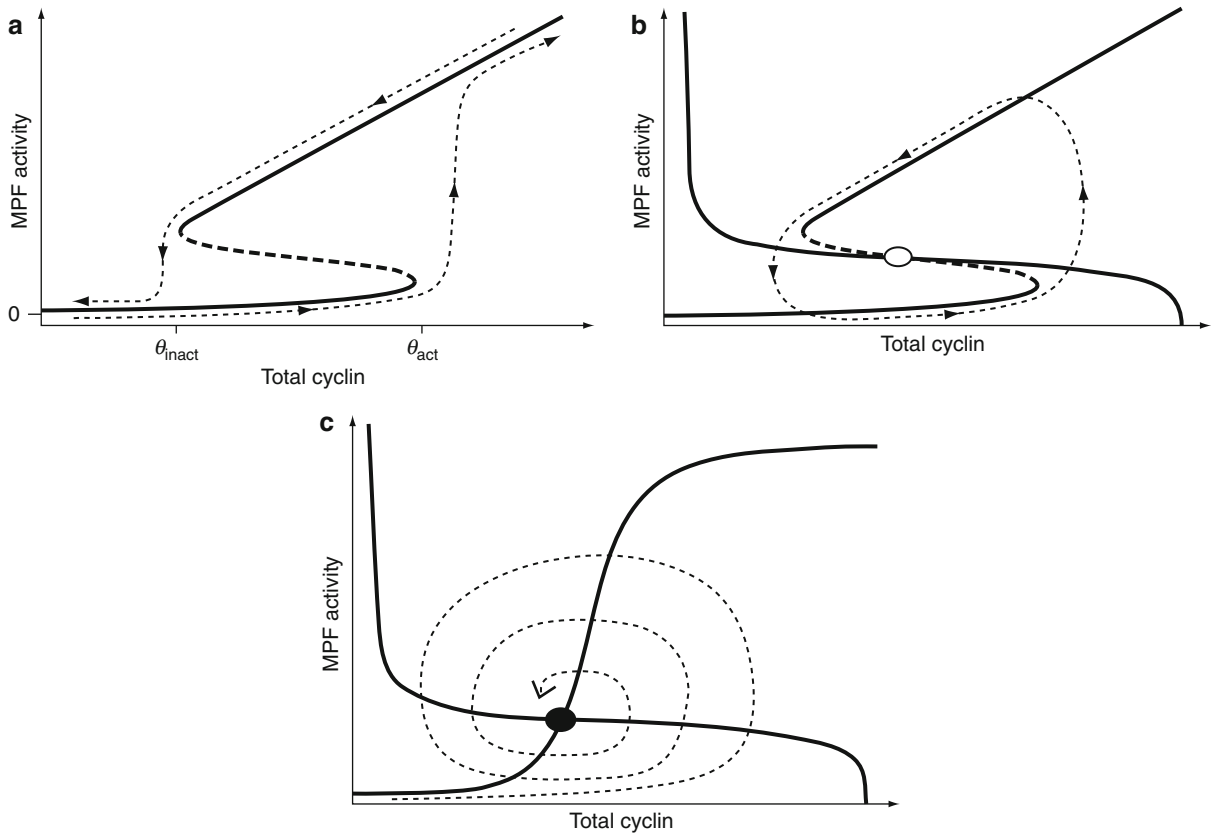 a
MPF activity
0
θinact
θact
Total cyclin
b
MPF activity
Total cyclin
c
MPF activity
Total cyclin